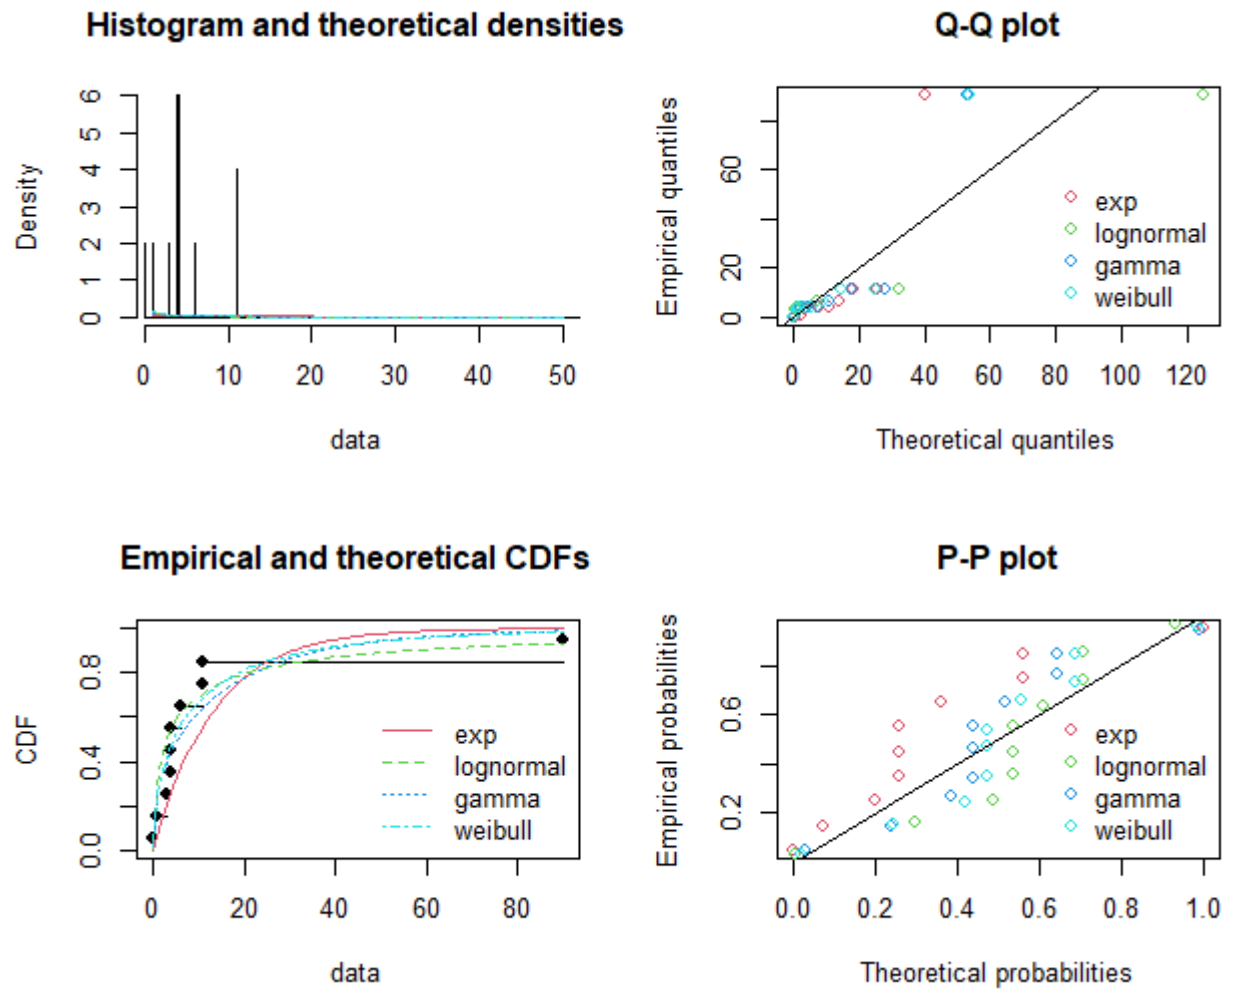 Histogram and theoretical densities
Density
6
5
4
3
2
1
0
0 10 20 30 40 50
data
Q-Q plot
Empirical quantiles
60
20
0
exp
lognormal
gamma
weibull
0 20 40 60 80 100 120
Theoretical quantiles
Empirical and theoretical CDFs
CDF
0.8
0.4
0.0
exp
lognormal
gamma
weibull
0 20 40 60 80
data
P-P plot
Empirical probabilities
0.6
0.2
exp
lognormal
gamma
weibull
0.0 0.2 0.4 0.6 0.8 1.0
Theoretical probabilities